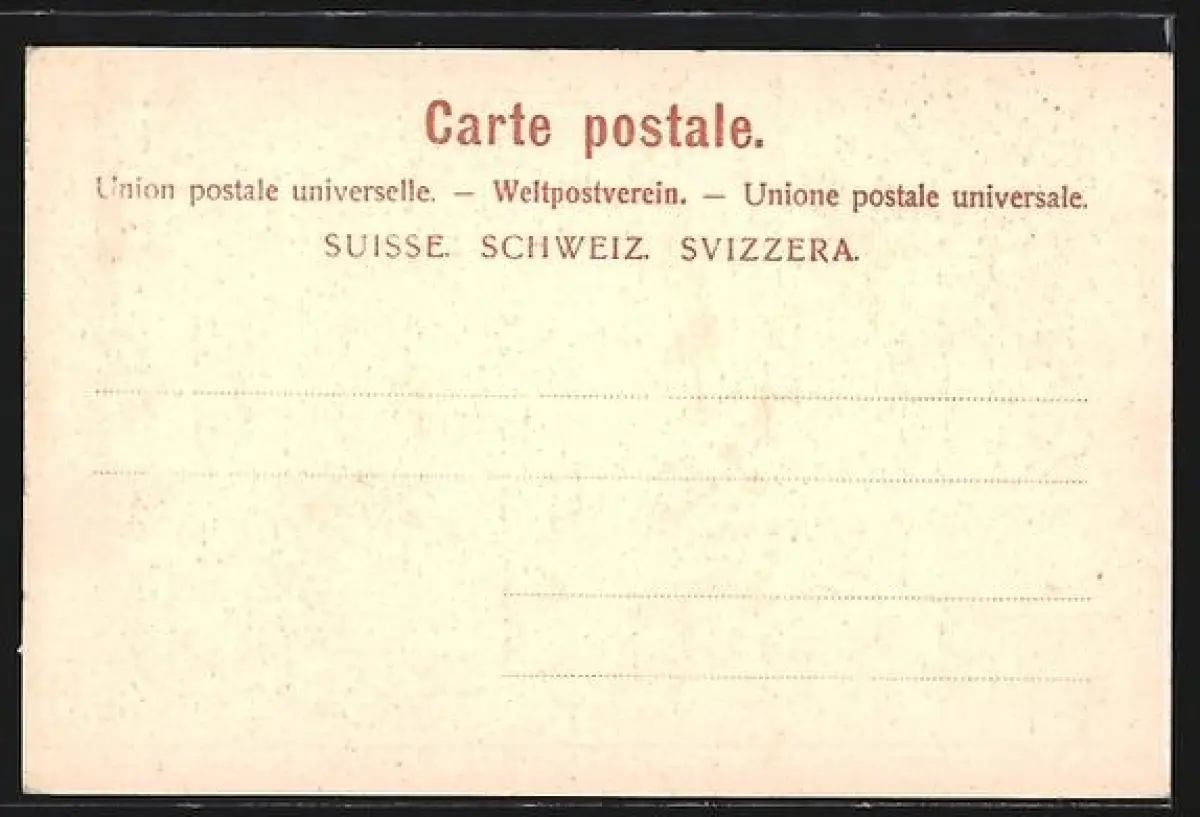 Carte postale.
Union postale universelle. — Weltpostverein. — Unione postale universale.
SUISSE. SCHWEIZ. SVIZZERA.